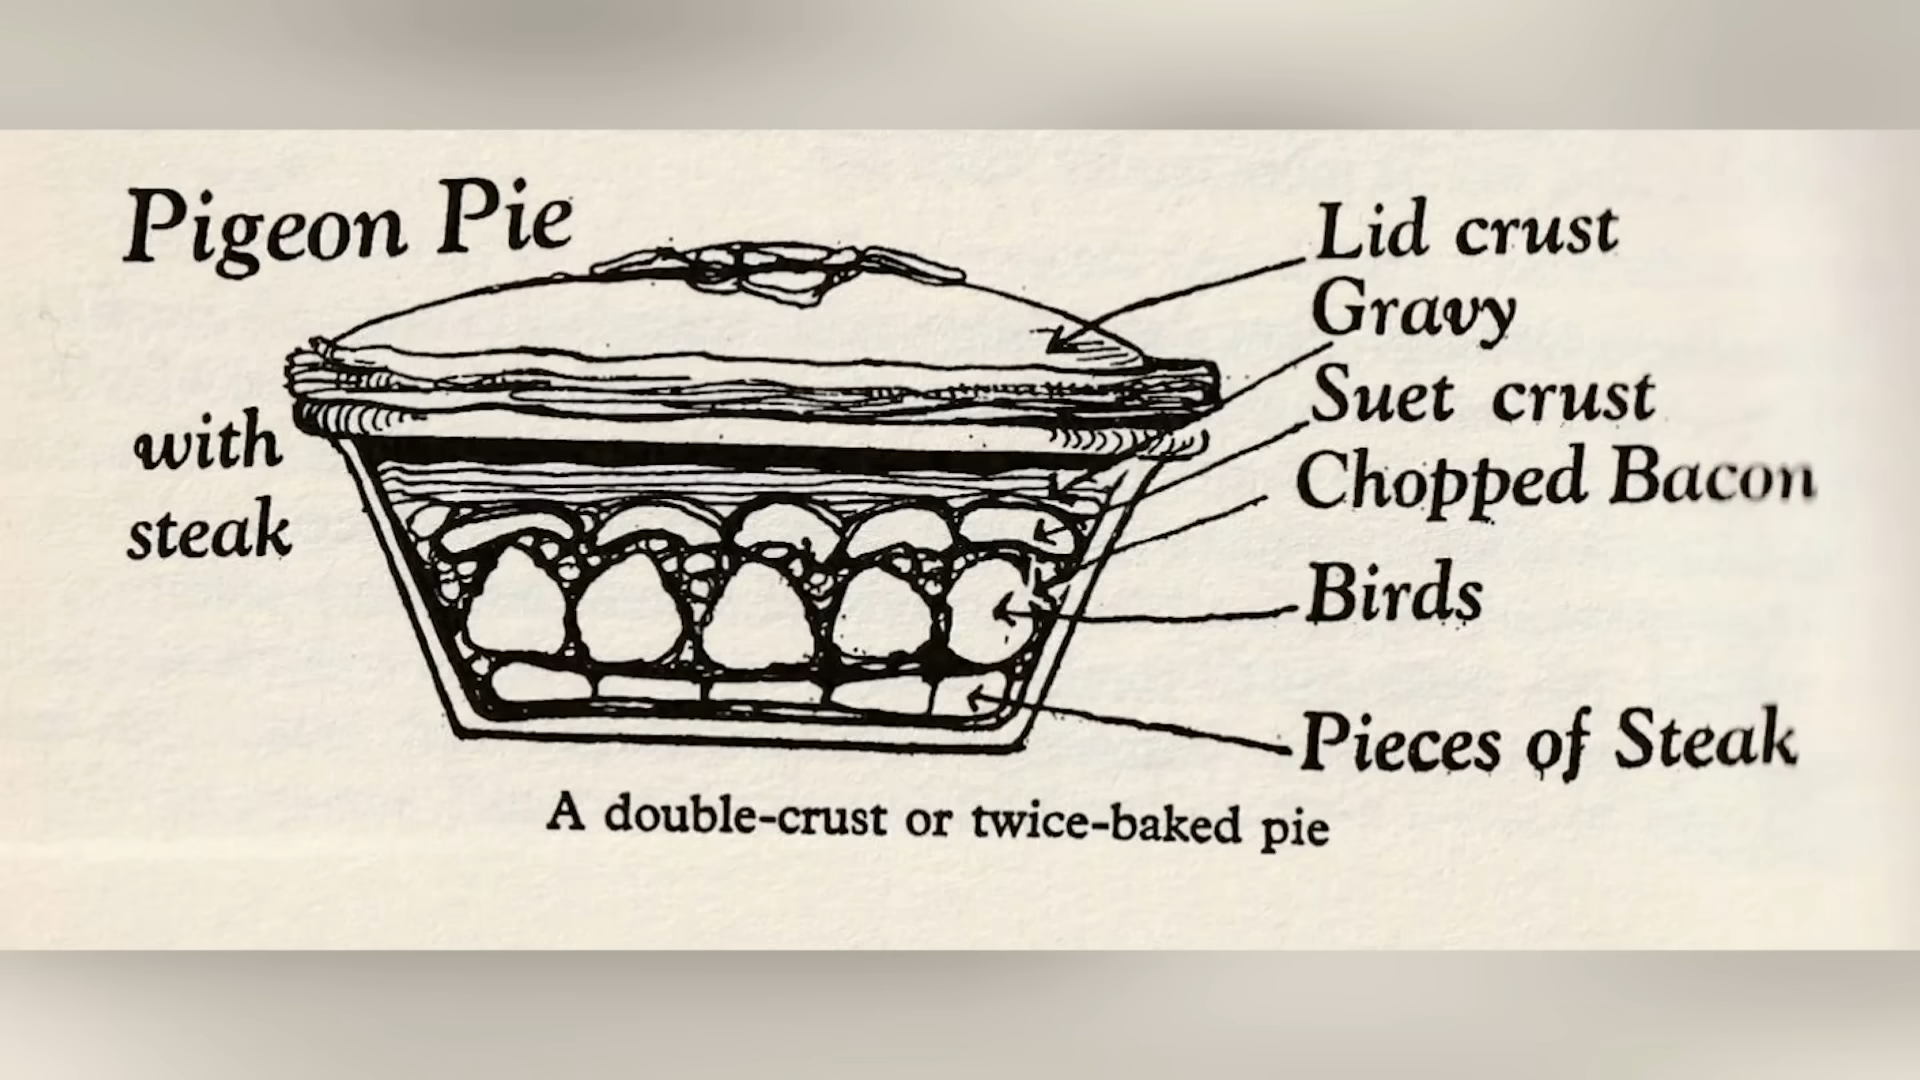 Pigeon Pie
with
steak
Lid crust
Gravy
Suet crust
Chopped Bacon
Birds
Pieces of Steak
A double-crust or twice-baked pie